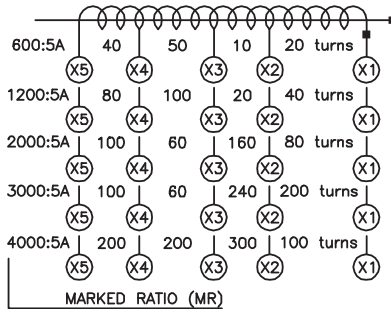 600:5A 40 50 10 20 turns
X5 X4 X3 X2 X1
1200:5A 80 100 20 40 turns
X5 X4 X3 X2 X1
2000:5A 100 60 160 80 turns
X5 X4 X3 X2 X1
3000:5A 100 60 240 200 turns
X5 X4 X3 X2 X1
4000:5A 200 200 300 100 turns
X5 X4 X3 X2 X1
MARKED RATIO (MR)